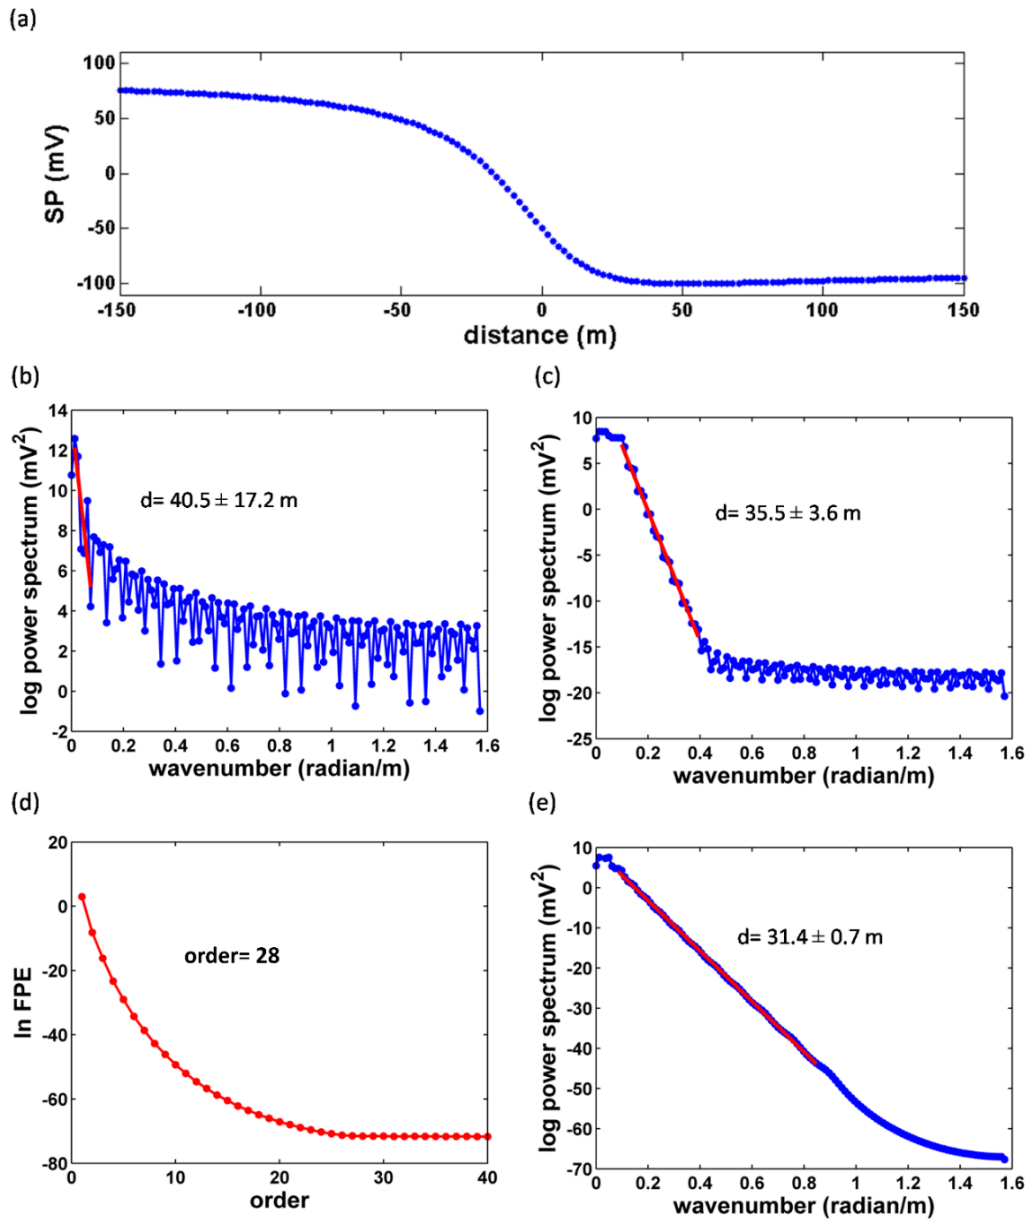 (a)
100
50
0
-50
-100
SP (mV)
-150 -100 -50 0 50 100 150
distance (m)
(b)
14
12
10
8
6
4
2
0
-2
log power spectrum (mV²)
d= 40.5 ± 17.2 m
0 0.2 0.4 0.6 0.8 1 1.2 1.4 1.6
wavenumber (radian/m)
(c)
10
5
0
-5
-10
-15
-20
-25
log power spectrum (mV²)
d= 35.5 ± 3.6 m
0 0.2 0.4 0.6 0.8 1 1.2 1.4 1.6
wavenumber (radian/m)
(d)
20
0
-20
-40
-60
-80
ln FPE
order= 28
0 10 20 30 40
order
(e)
10
0
-10
-20
-30
-40
-50
-60
-70
log power spectrum (mV²)
d= 31.4 ± 0.7 m
0 0.2 0.4 0.6 0.8 1 1.2 1.4 1.6
wavenumber (radian/m)